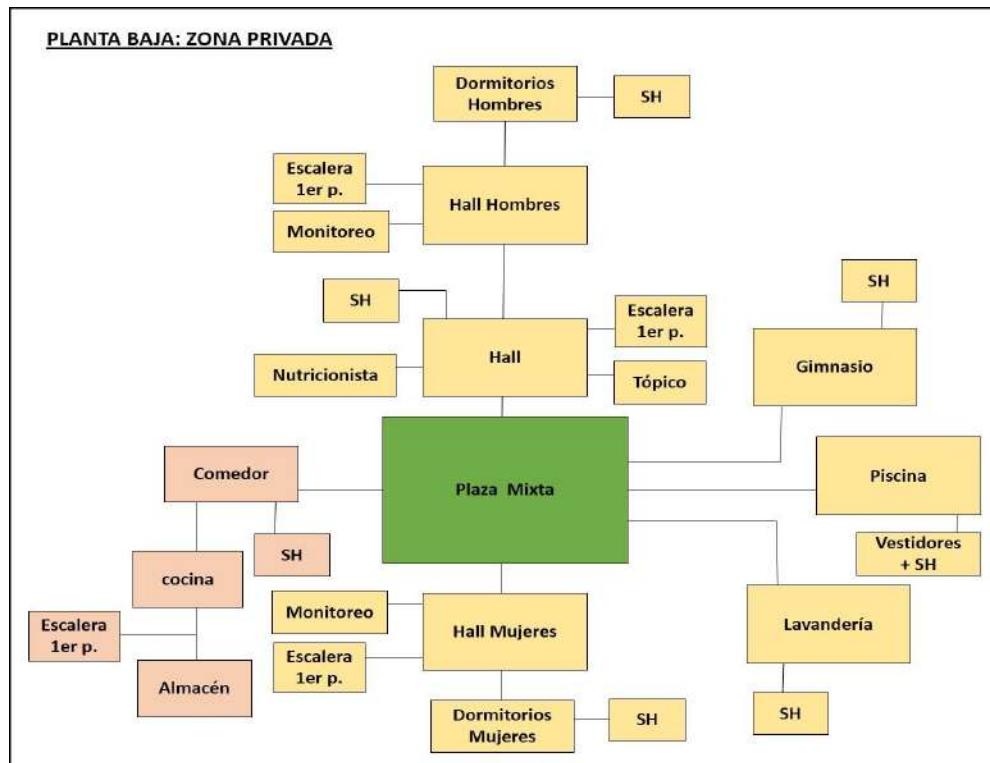 PLANTA BAJA: ZONA PRIVADA
Dormitorios
Hombres
SH
Escalera
1er p.
Hall Hombres
Monitoreo
SH
SH
Escalera
1er p.
Hall
Gimnasio
Nutricionista
Tópico
Comedor
Plaza Mixta
Piscina
SH
Vestidores
+ SH
cocina
Monitoreo
Escalera
1er p.
Hall Mujeres
Lavandería
Escalera
1er p.
Almacén
Dormitorios
Mujeres
SH
SH